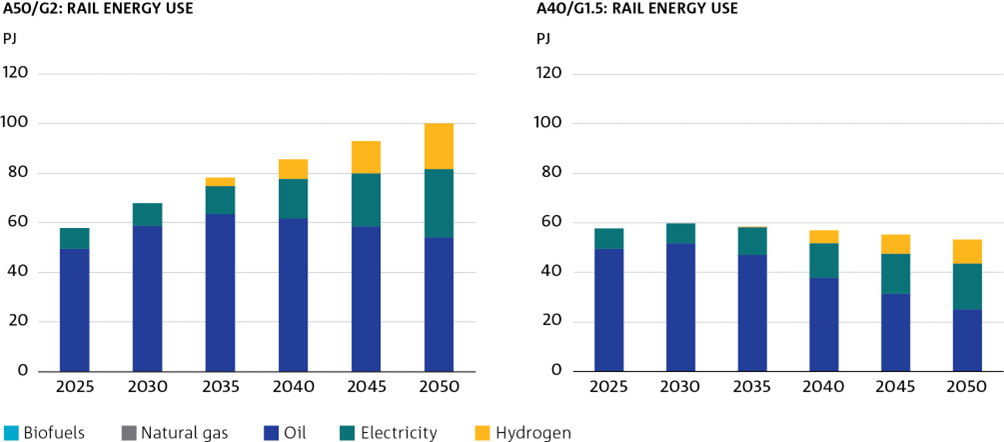 A50/G2: RAIL ENERGY USE
PJ
120
100
80
60
40
20
0
2025 2030 2035 2040 2045 2050
A40/G1.5: RAIL ENERGY USE
PJ
120
100
80
60
40
20
0
2025 2030 2035 2040 2045 2050
Biofuels Natural gas Oil Electricity Hydrogen